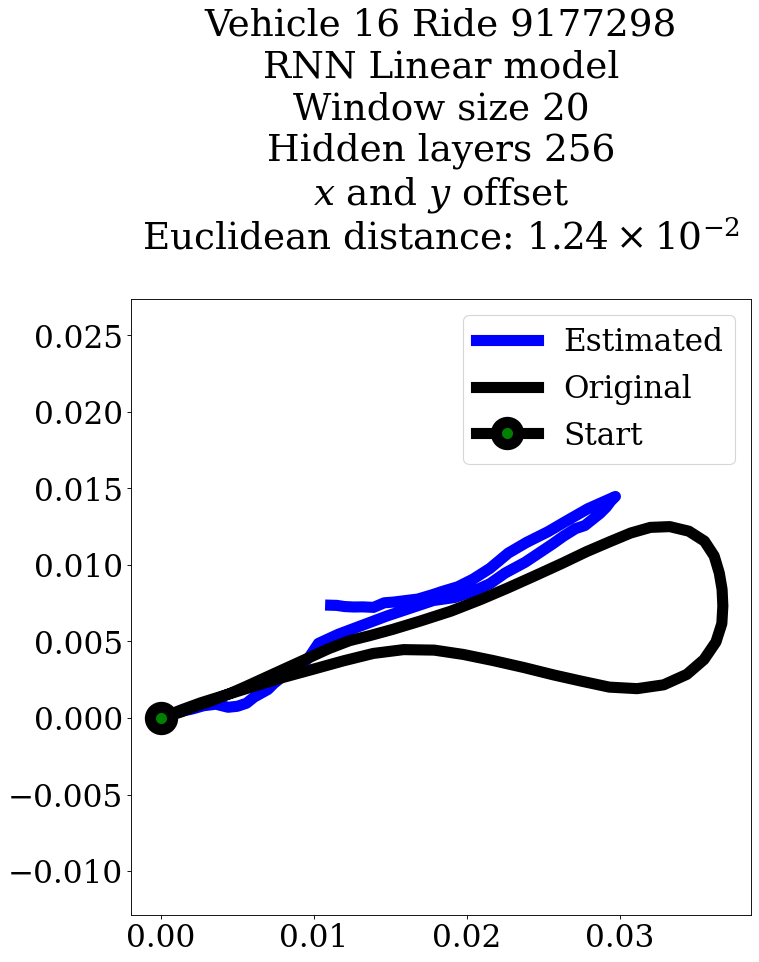 Vehicle 16 Ride 9177298
RNN Linear model
Window size 20
Hidden layers 256
x and y offset
Euclidean distance: 1.24 × 10⁻²
Estimated
Original
Start
0.025
0.020
0.015
0.010
0.005
0.000
−0.005
−0.010
0.00 0.01 0.02 0.03